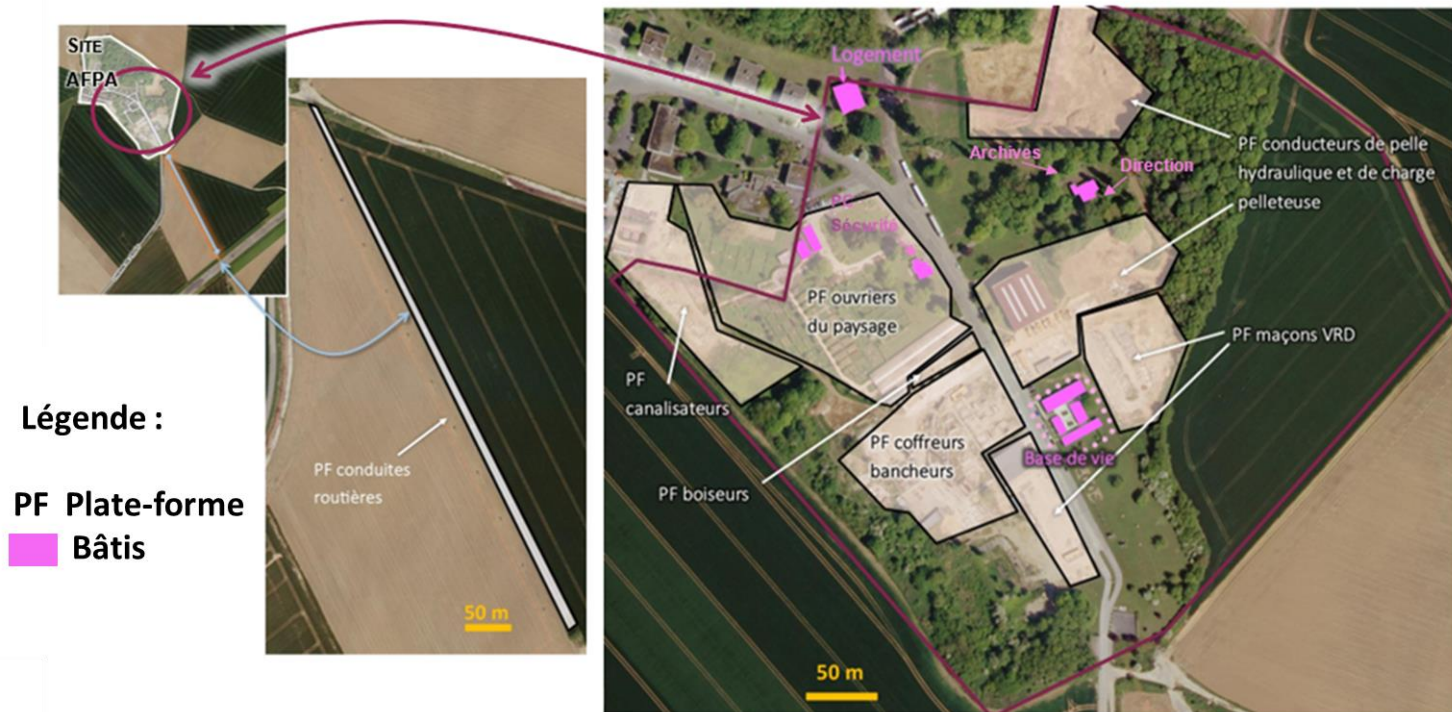 SITE
AFPA
Légende :
PF Plate-forme
Bâtis
PF conduites
routières
50 m
Logement
Archives
Direction
PF conducteurs de pelle
hydraulique et de charge
pelleteuse
PC
Sécurité
PF ouvriers
du paysage
PF maçons VRD
PF
canalisateurs
PF coffreurs
bancheurs
Base de vie
PF boiseurs
50 m